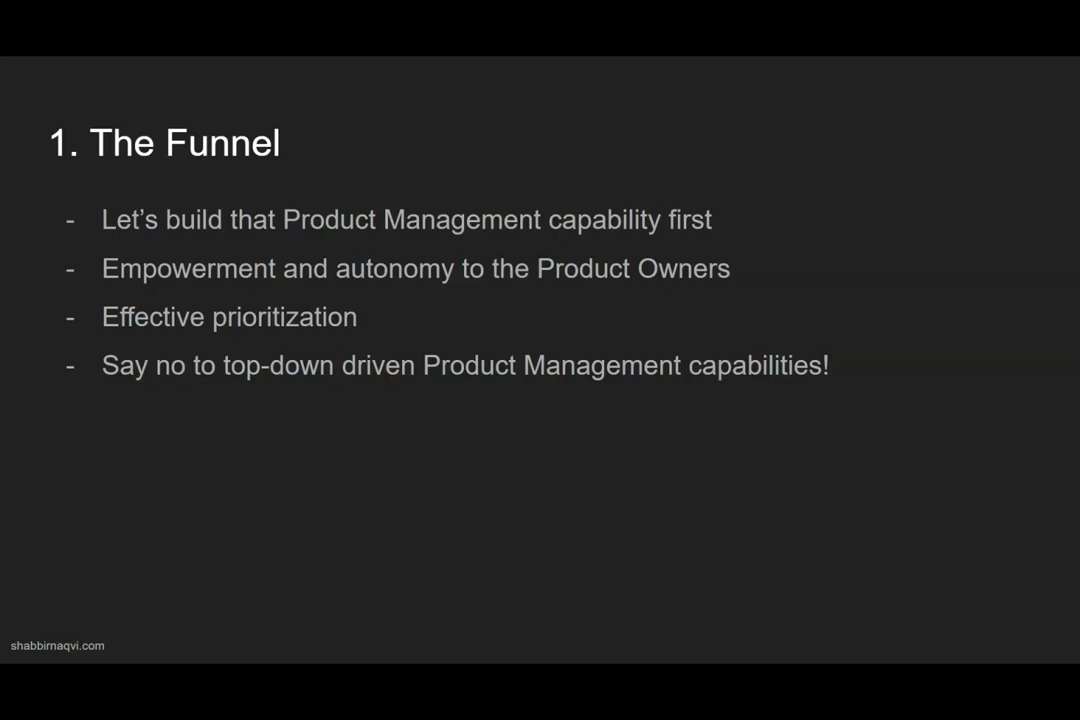 1. The Funnel
- Let’s build that Product Management capability first
- Empowerment and autonomy to the Product Owners
- Effective prioritization
- Say no to top-down driven Product Management capabilities!
shabbirnaqvi.com